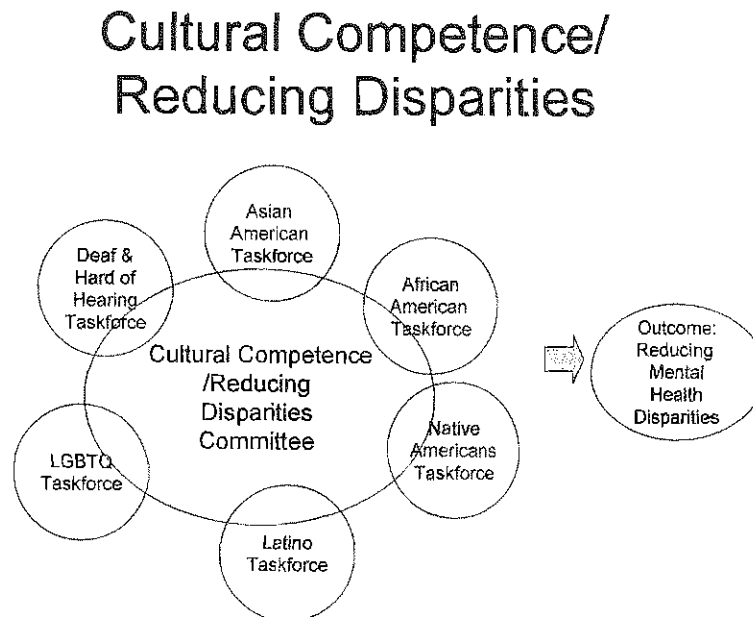 Cultural Competence/
Reducing Disparities
Asian
American
Taskforce
Deaf &
Hard of
Hearing
Taskforce
African
American
Taskforce
Cultural Competence
/Reducing
Disparities
Committee
Outcome:
Reducing
Mental
Health
Disparities
Native
Americans
Taskforce
LGBTQ
Taskforce
Latino
Taskforce